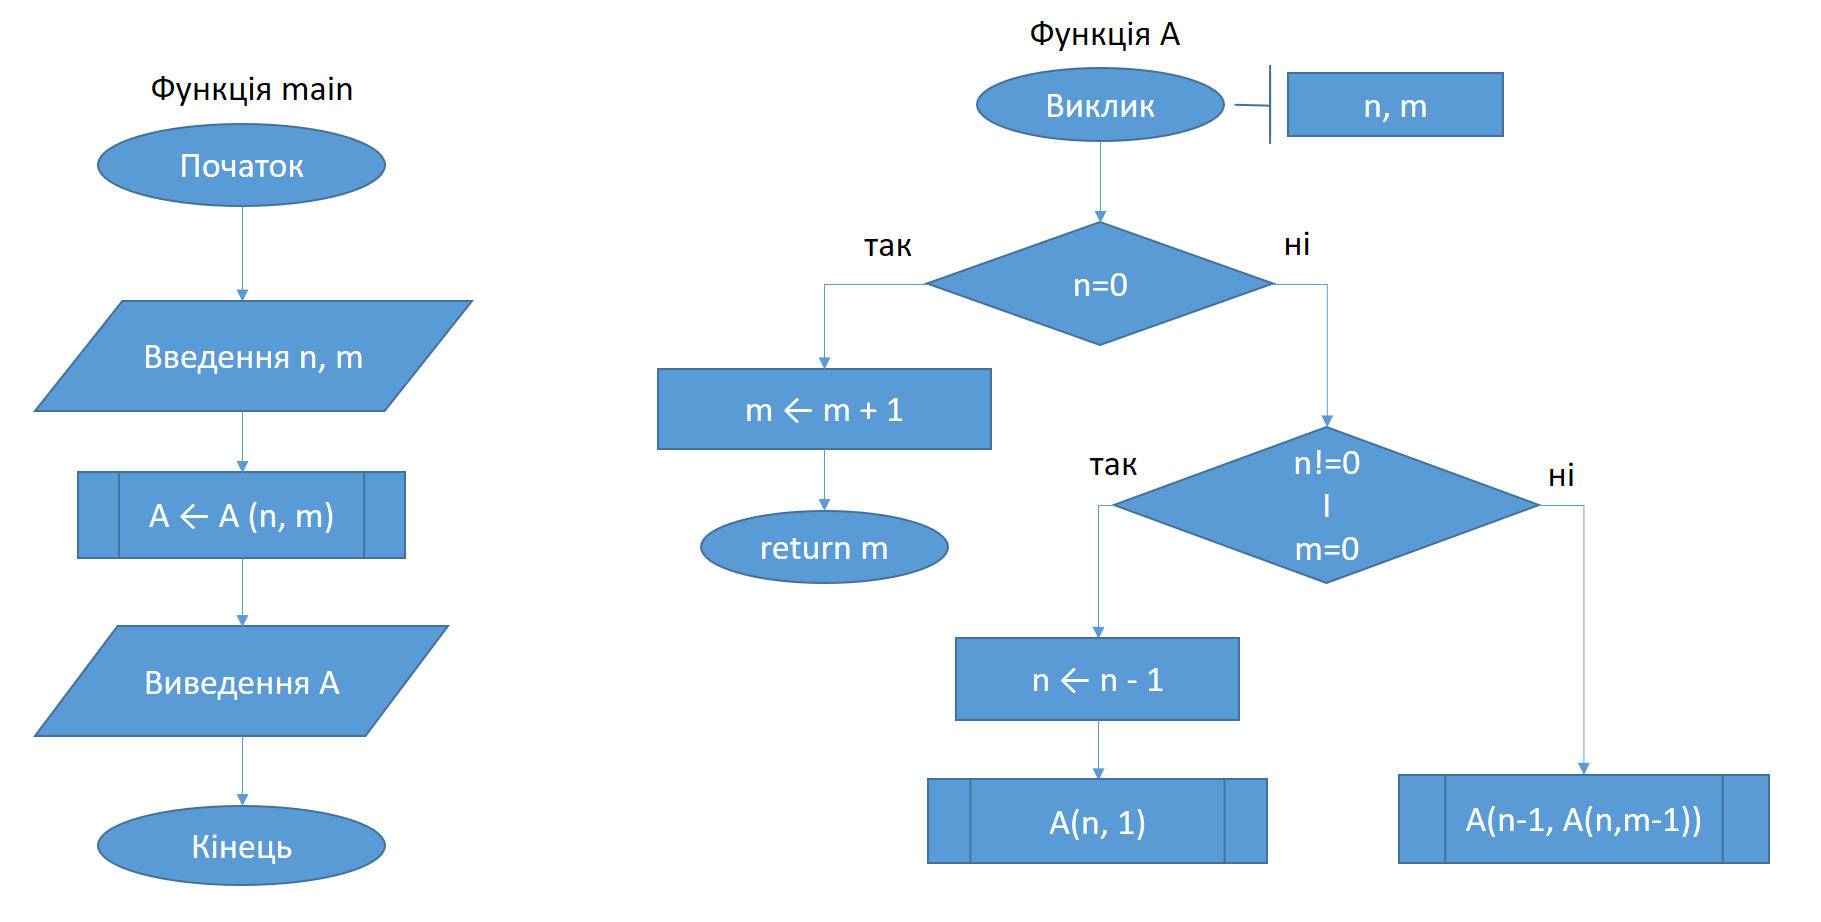 Функція main
Початок
Введення n, m
A ← A (n, m)
Виведення A
Кінець
Функція A
Виклик
n, m
n=0
так
ні
m ← m + 1
return m
n!=0
І
m=0
так
ні
n ← n - 1
A(n, 1)
A(n-1, A(n,m-1))